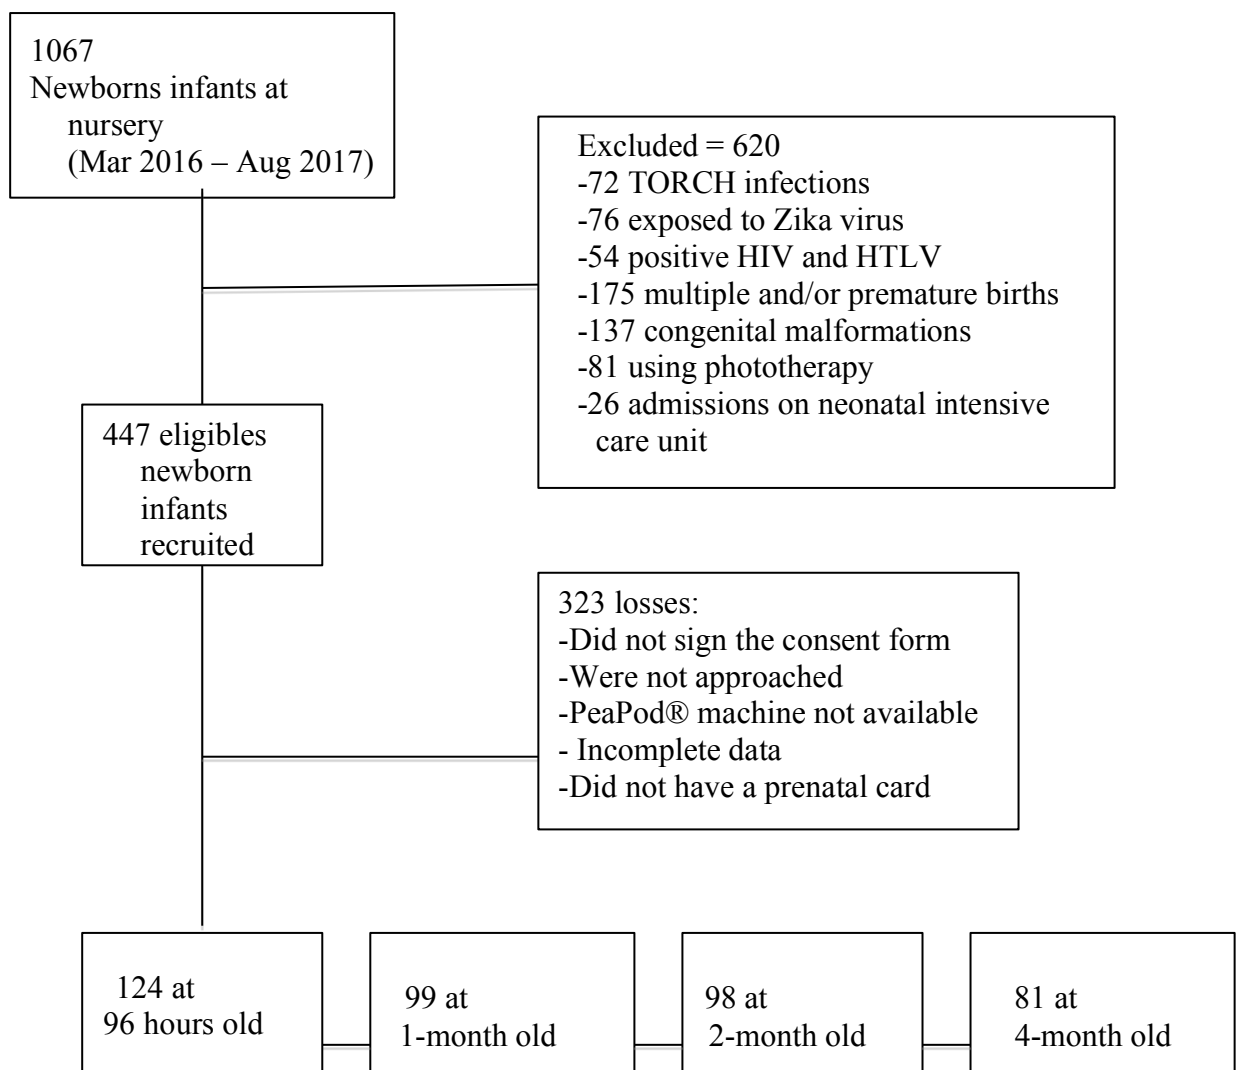 1067
Newborns infants at
nursery
(Mar 2016 – Aug 2017)
Excluded = 620
-72 TORCH infections
-76 exposed to Zika virus
-54 positive HIV and HTLV
-175 multiple and/or premature births
-137 congenital malformations
-81 using phototherapy
-26 admissions on neonatal intensive
care unit
447 eligibles
newborn
infants
recruited
323 losses:
-Did not sign the consent form
-Were not approached
-PeaPod® machine not available
- Incomplete data
-Did not have a prenatal card
124 at
96 hours old
99 at
1-month old
98 at
2-month old
81 at
4-month old